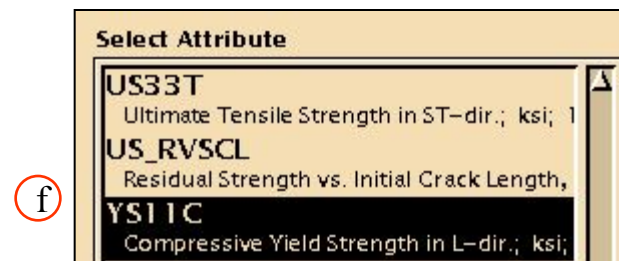 Select Attribute
US33T
Ultimate Tensile Strength in ST-dir.; ksi;
US_RVSCL
Residual Strength vs. Initial Crack Length,
f
YS11C
Compressive Yield Strength in L-dir.; ksi;